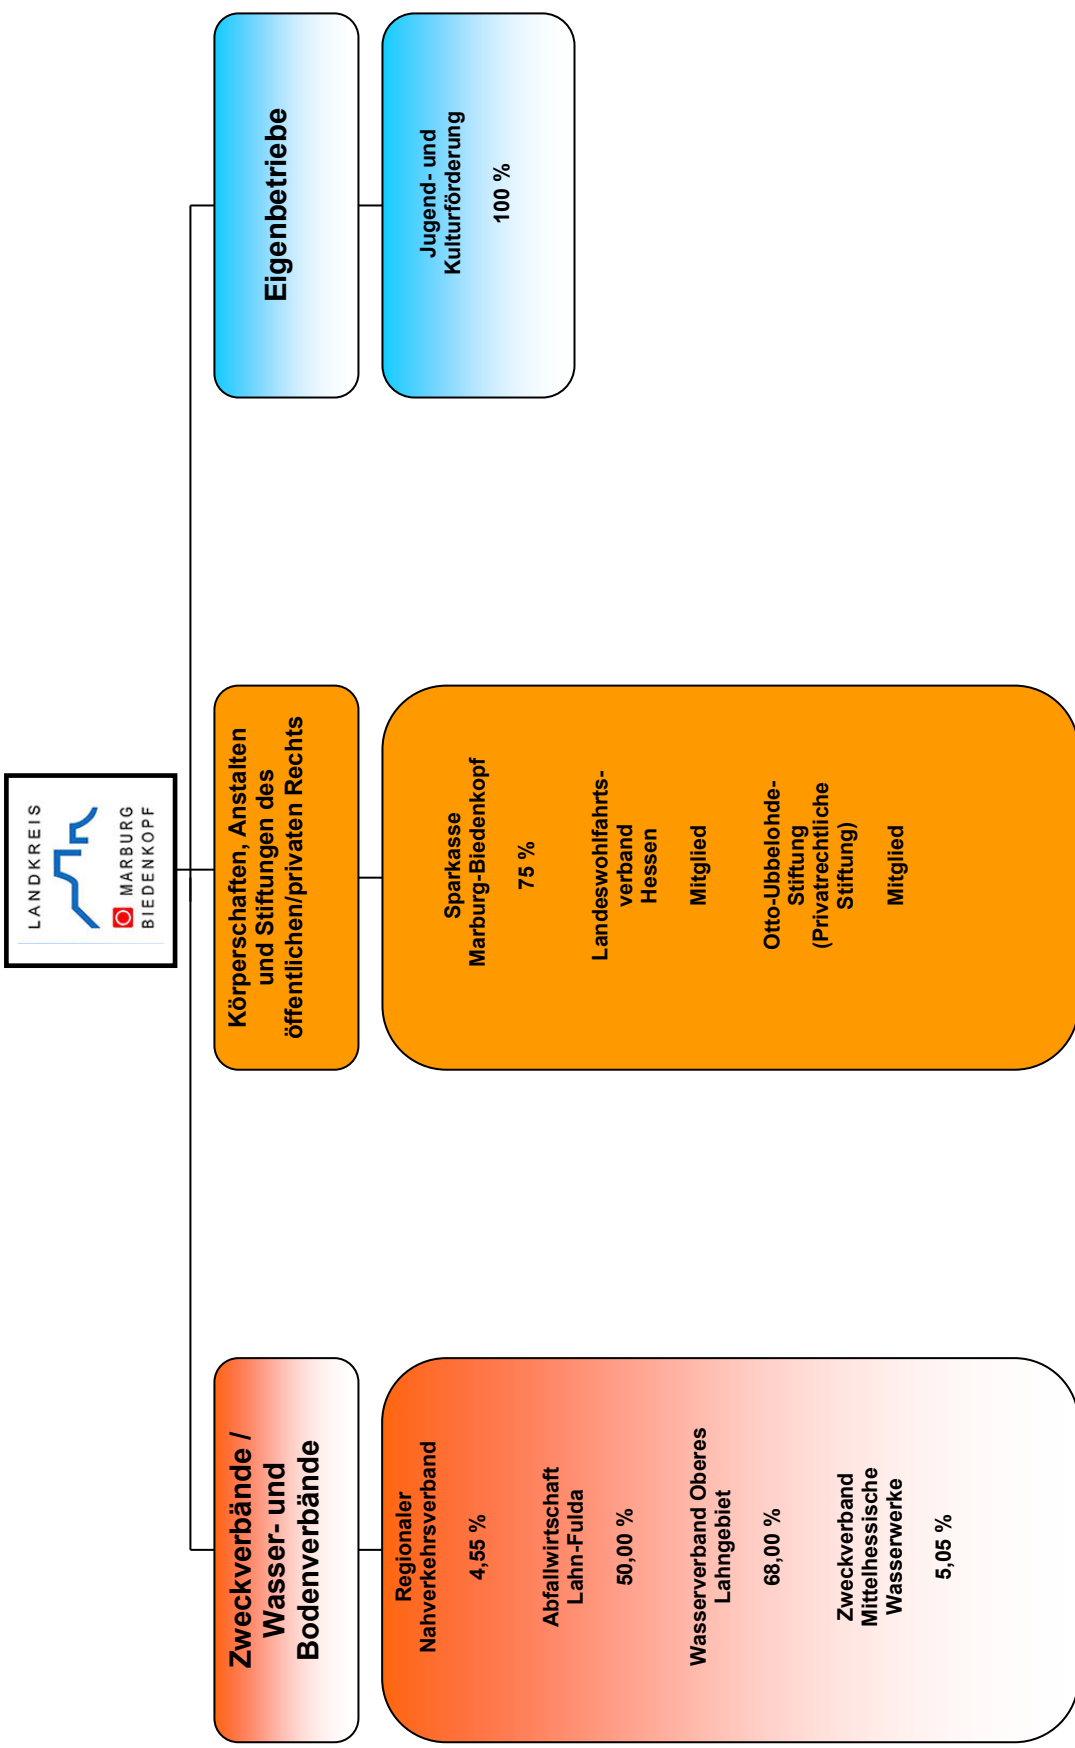 LANDKREIS
MARBURG
BIEDENKOPF
Zweckverbände /
Wasser- und
Bodenverbände
Regionaler
Nahverkehrsverband
4,55 %
Abfallwirtschaft
Lahn-Fulda
50,00 %
Wasserverband Oberes
Lahngebiet
68,00 %
Zweckverband
Mittelhessische
Wasserwerke
5,05 %
Körperschaften, Anstalten
und Stiftungen des
öffentlichen/privaten Rechts
Sparkasse
Marburg-Biedenkopf
75 %
Landeswohlfahrts-
verband
Hessen
Mitglied
Otto-Ubbelohde-
Stiftung
(Privatrechtliche
Stiftung)
Mitglied
Eigenbetriebe
Jugend- und
Kulturförderung
100 %